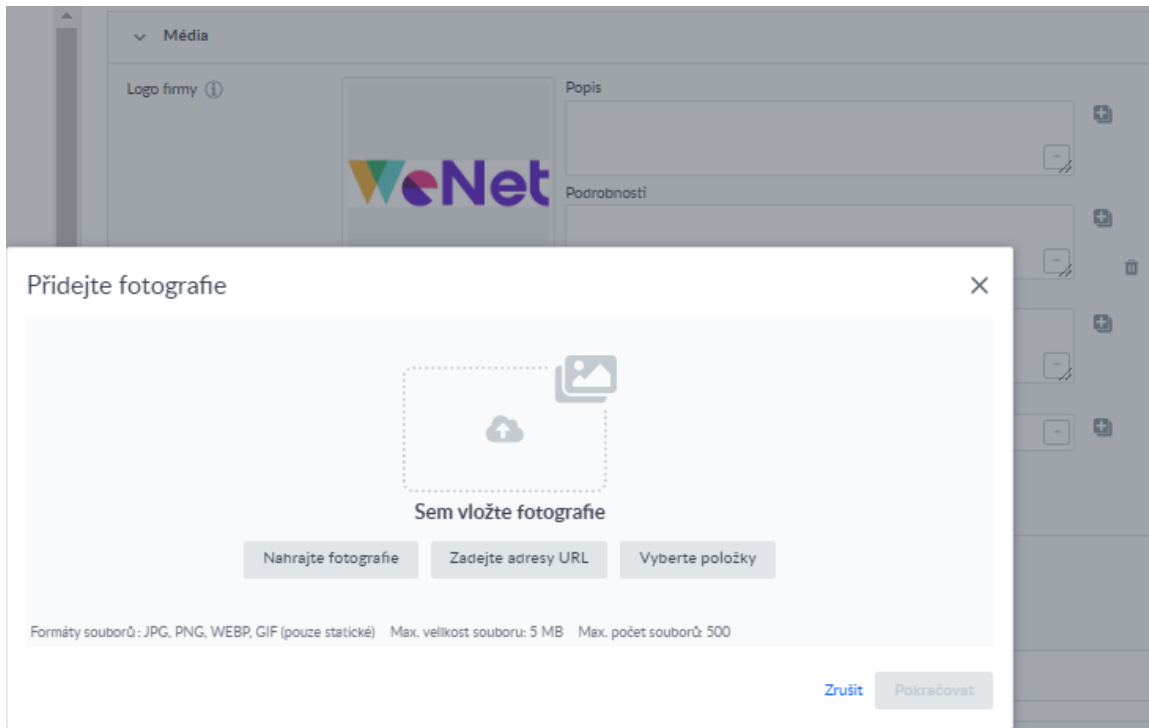 Média
Logo firmy
Popis
WeNet
Podrobnosti
Přidejte fotografie
Sem vložte fotografie
Nahrajte fotografie Zadejte adresy URL Vyberte položky
Formáty souborů : JPG, PNG, WEBP, GIF (pouze statické) Max. velikost souboru: 5 MB Max. počet souborů: 500
Zrušit Pokračovat